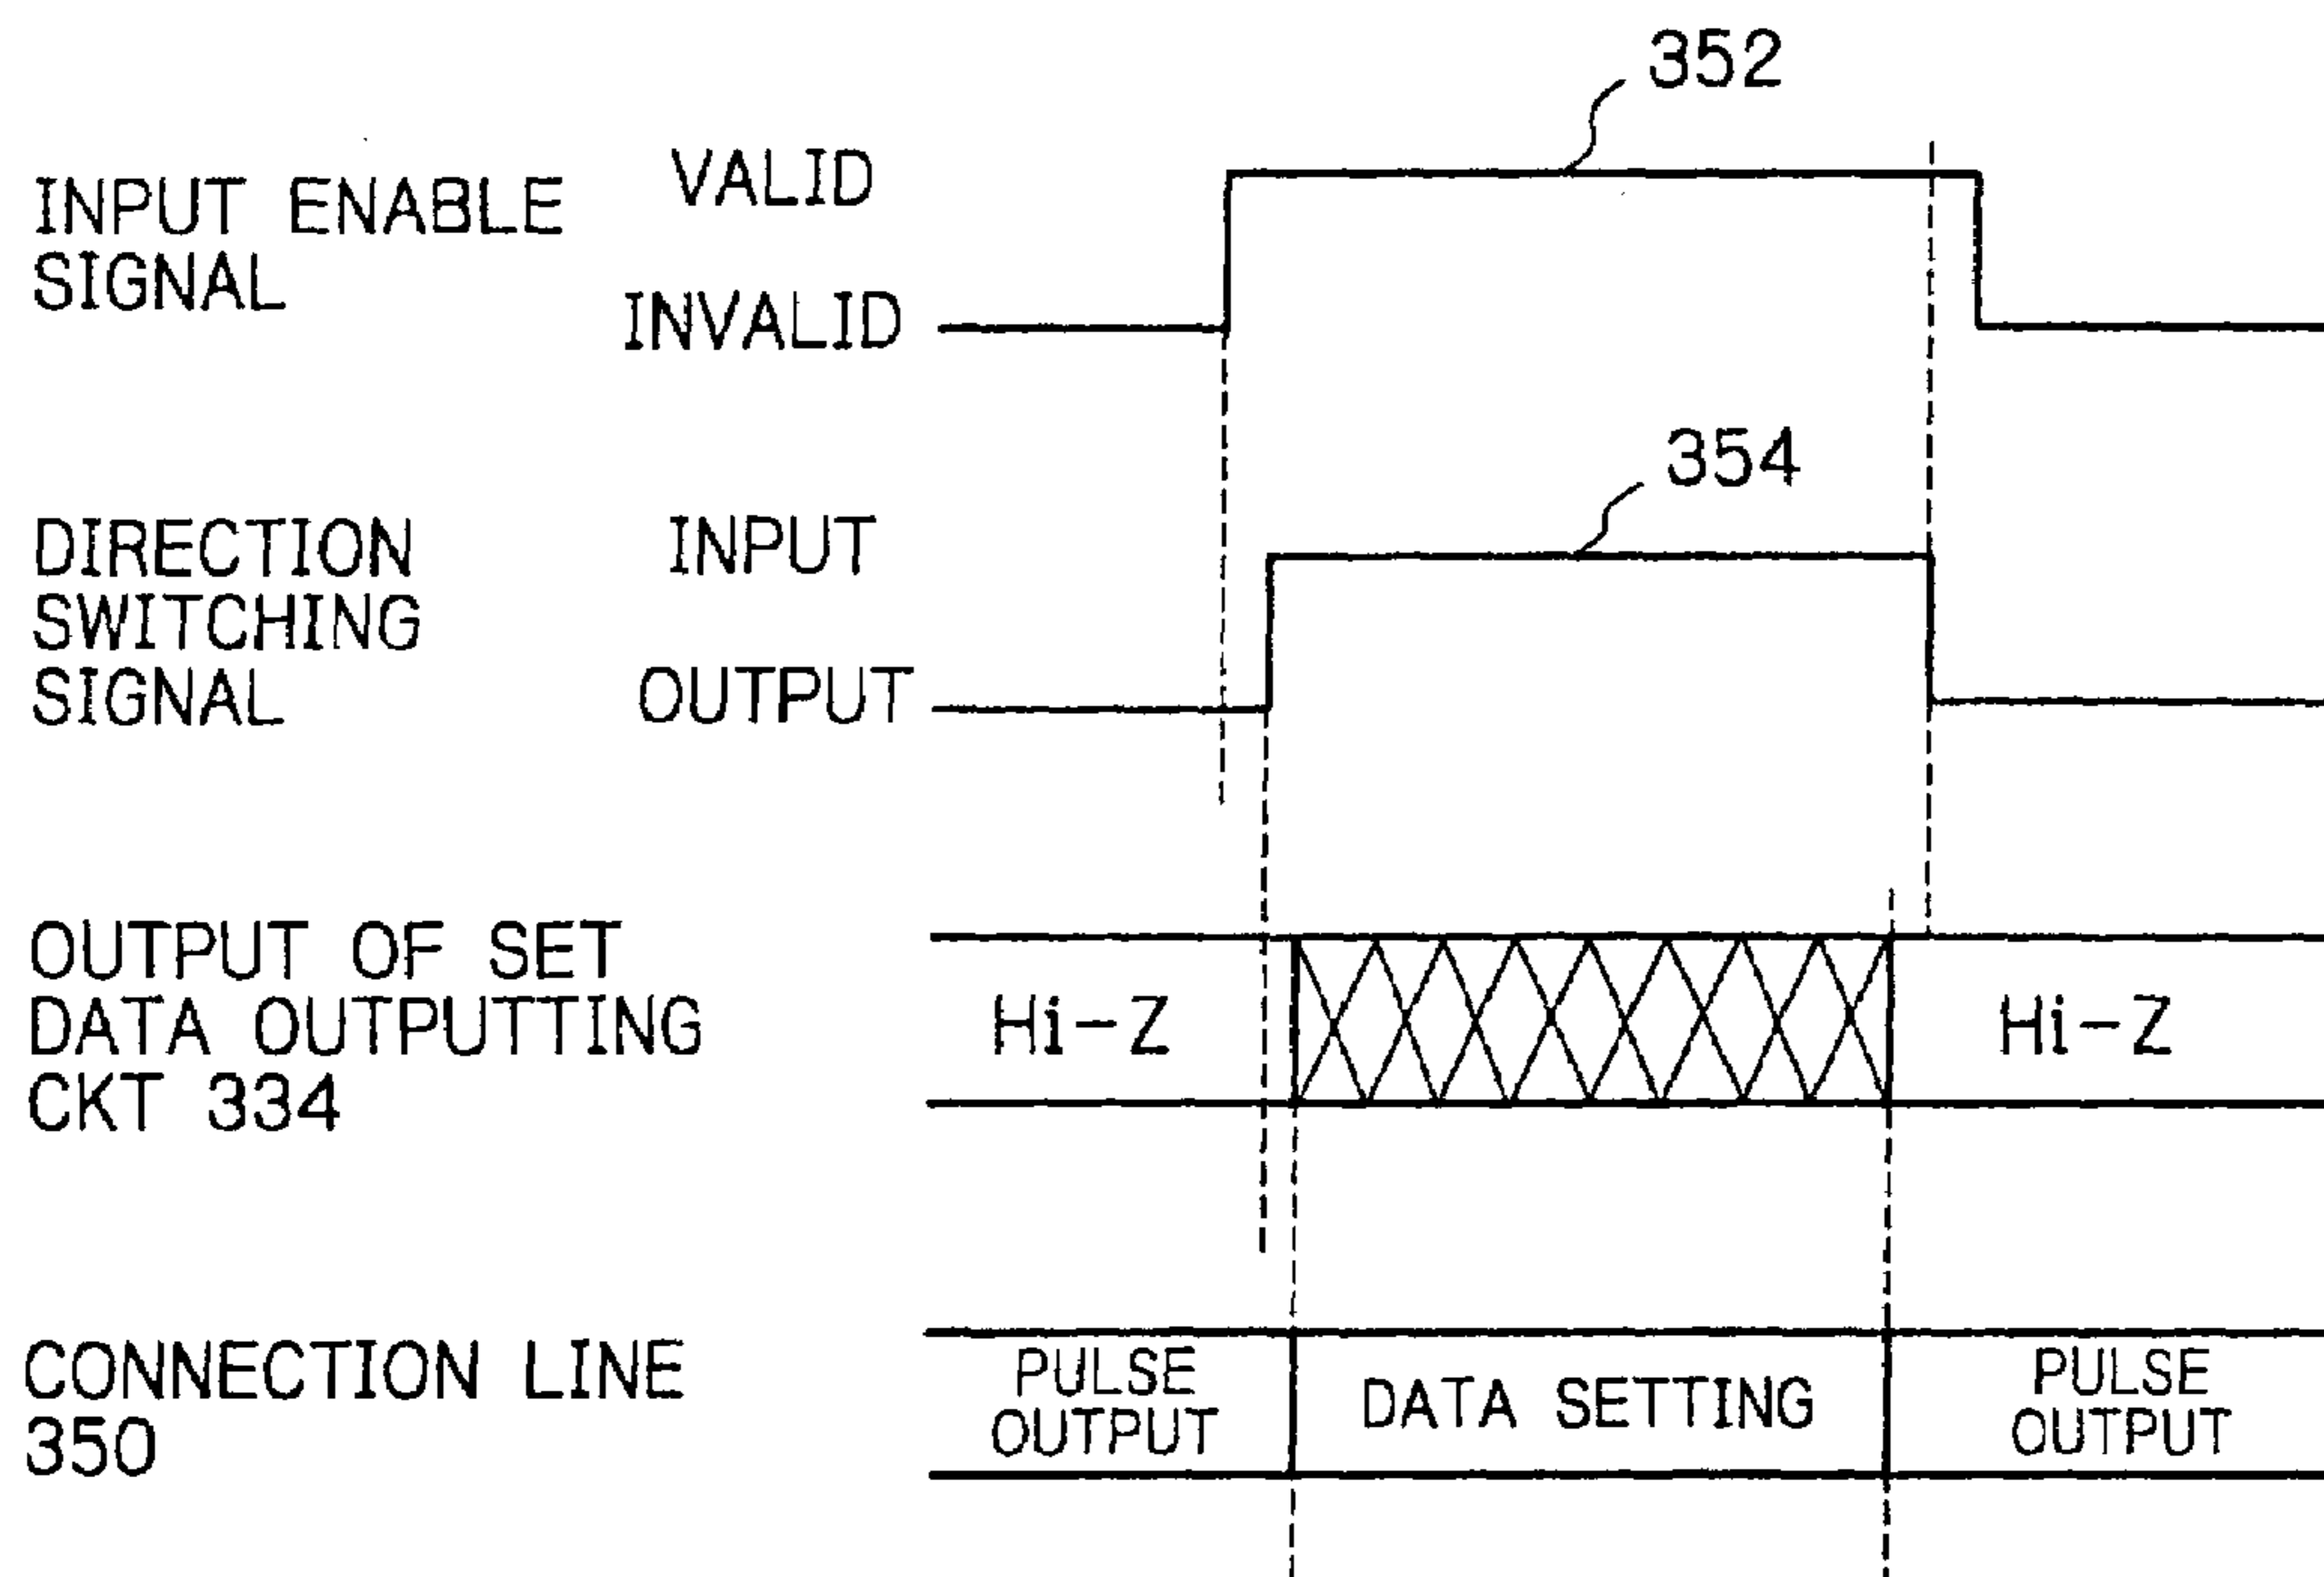 352
INPUT ENABLE
SIGNAL
VALID
INVALID
354
DIRECTION
SWITCHING
SIGNAL
INPUT
OUTPUT
OUTPUT OF SET
DATA OUTPUTTING
CKT 334
Hi-Z
Hi-Z
CONNECTION LINE
350
PULSE
OUTPUT
DATA SETTING
PULSE
OUTPUT